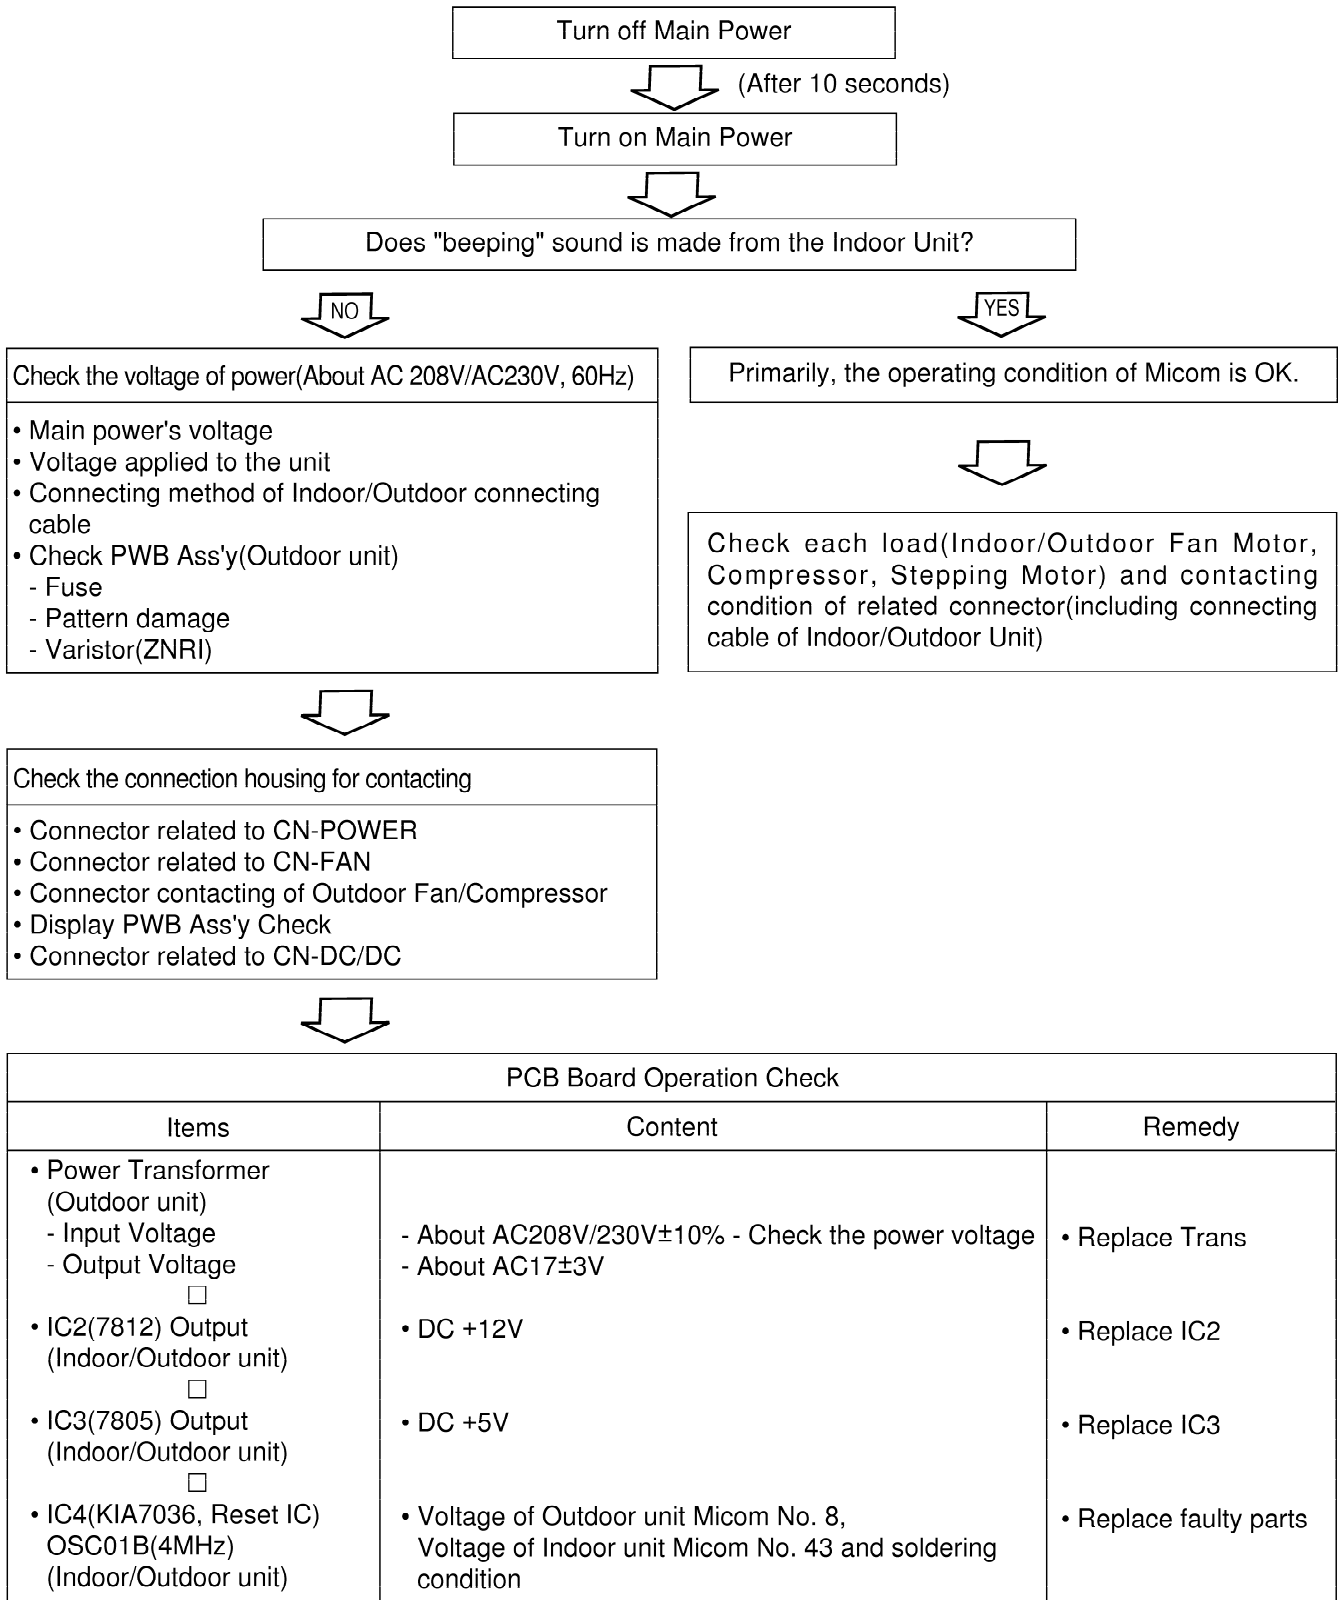 Turn off Main Power
(After 10 seconds)
Turn on Main Power
Does "beeping" sound is made from the Indoor Unit?
NO
YES
Check the voltage of power(About AC 208V/AC230V, 60Hz)
• Main power's voltage
• Voltage applied to the unit
• Connecting method of Indoor/Outdoor connecting
cable
• Check PWB Ass'y(Outdoor unit)
- Fuse
- Pattern damage
- Varistor(ZNRI)
Primarily, the operating condition of Micom is OK.
Check each load(Indoor/Outdoor Fan Motor,
Compressor, Stepping Motor) and contacting
condition of related connector(including connecting
cable of Indoor/Outdoor Unit)
Check the connection housing for contacting
• Connector related to CN-POWER
• Connector related to CN-FAN
• Connector contacting of Outdoor Fan/Compressor
• Display PWB Ass'y Check
• Connector related to CN-DC/DC
PCB Board Operation Check
Items
Content
Remedy
• Power Transformer
(Outdoor unit)
- Input Voltage
- Output Voltage
- About AC208V/230V±10% - Check the power voltage
- About AC17±3V
• Replace Trans
• IC2(7812) Output
(Indoor/Outdoor unit)
• DC +12V
• Replace IC2
• IC3(7805) Output
(Indoor/Outdoor unit)
• DC +5V
• Replace IC3
• IC4(KIA7036, Reset IC)
OSC01B(4MHz)
(Indoor/Outdoor unit)
• Voltage of Outdoor unit Micom No. 8,
Voltage of Indoor unit Micom No. 43 and soldering
condition
• Replace faulty parts